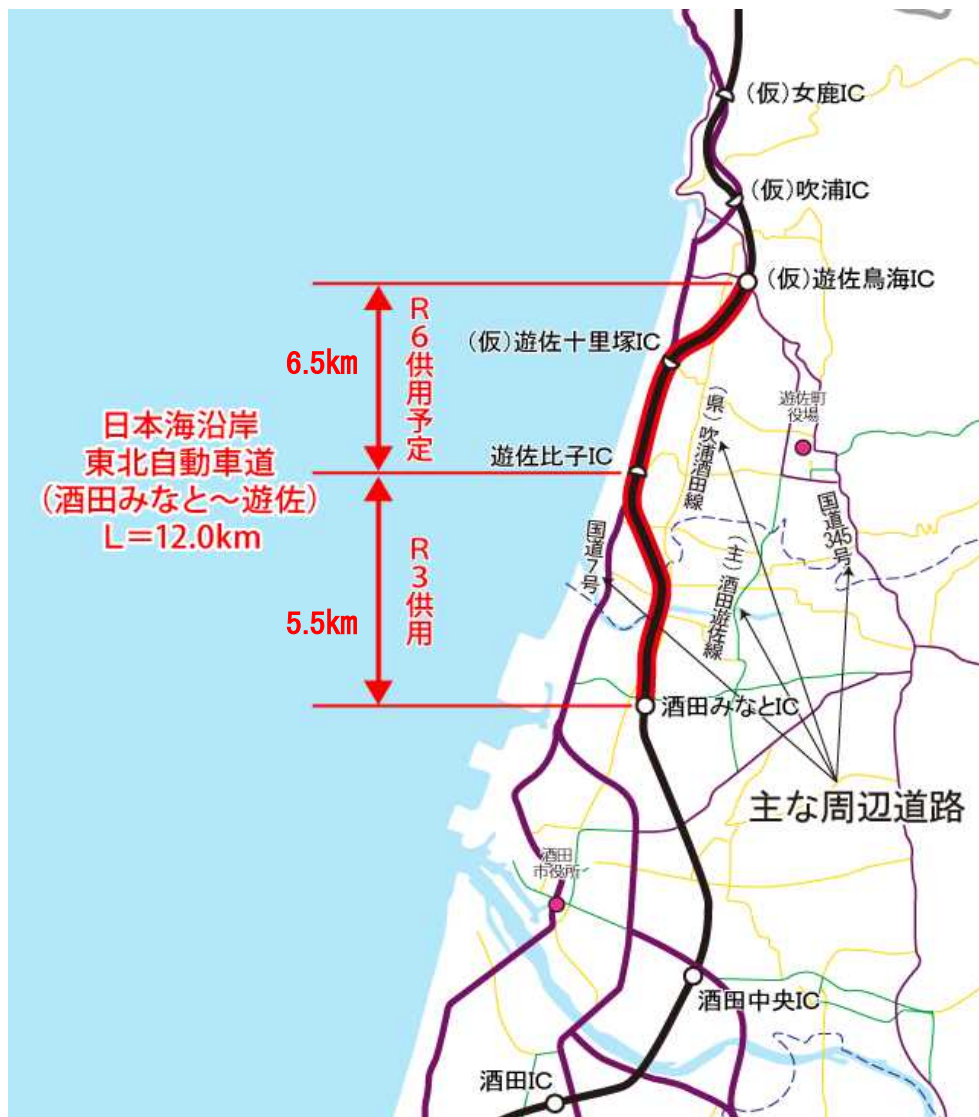 (仮)女鹿IC
(仮)吹浦IC
(仮)遊佐鳥海IC
(仮)遊佐十里塚IC
R6供用予定
6.5km
日本海沿岸
東北自動車道
(酒田みなと~遊佐)
L=12.0km
遊佐比子IC
R3供用
5.5km
(県)吹浦酒田線
遊佐町
役場
国道345号
(主)酒田遊佐線
国道7号
酒田みなとIC
主な周辺道路
酒田
市役所
酒田中央IC
酒田IC